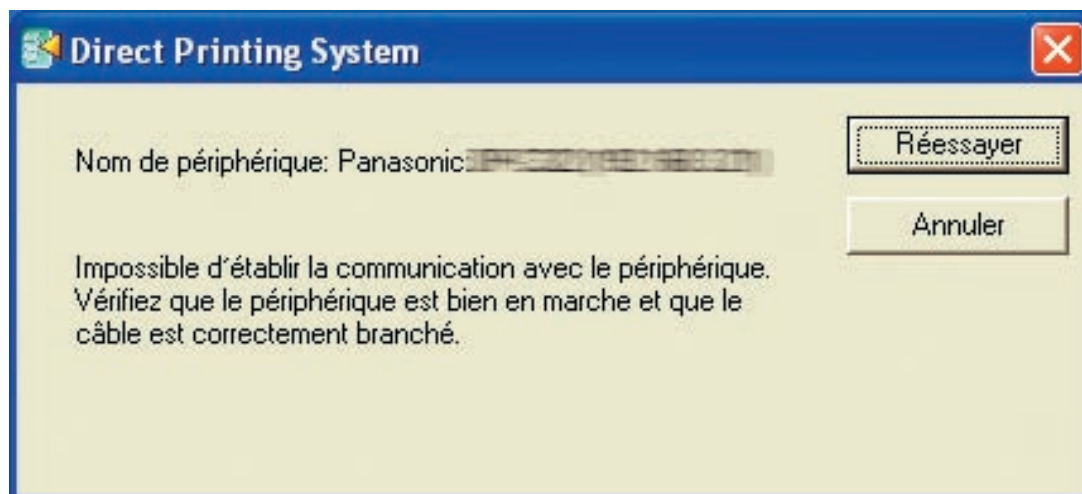 Direct Printing System
Nom de périphérique: Panasonic
Réessayer
Annuler
Impossible d´établir la communication avec le périphérique.
Vérifiez que le périphérique est bien en marche et que le
câble est correctement branché.